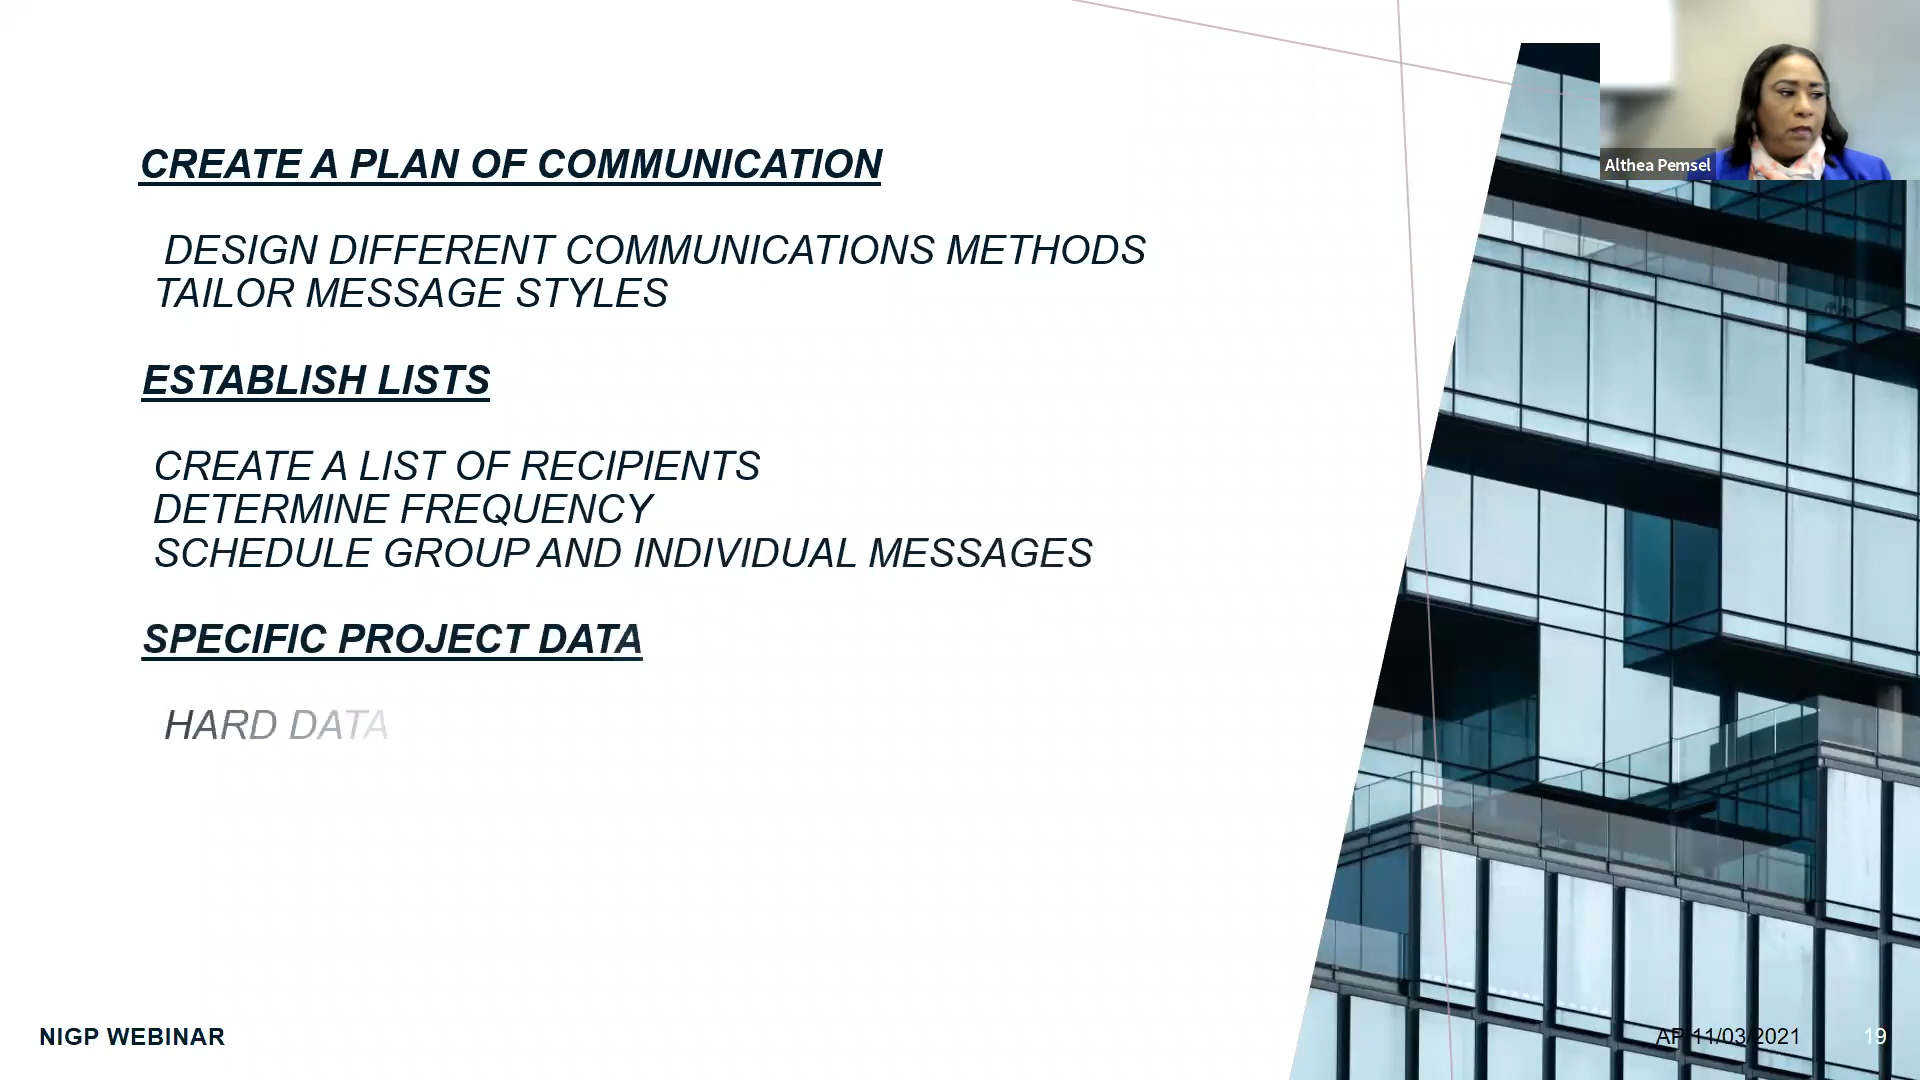 CREATE A PLAN OF COMMUNICATION
DESIGN DIFFERENT COMMUNICATIONS METHODS
TAILOR MESSAGE STYLES
ESTABLISH LISTS
CREATE A LIST OF RECIPIENTS
DETERMINE FREQUENCY
SCHEDULE GROUP AND INDIVIDUAL MESSAGES
SPECIFIC PROJECT DATA
HARD DATA
Althea Pemsel
NIGP WEBINAR
AP 11/03/2021
19